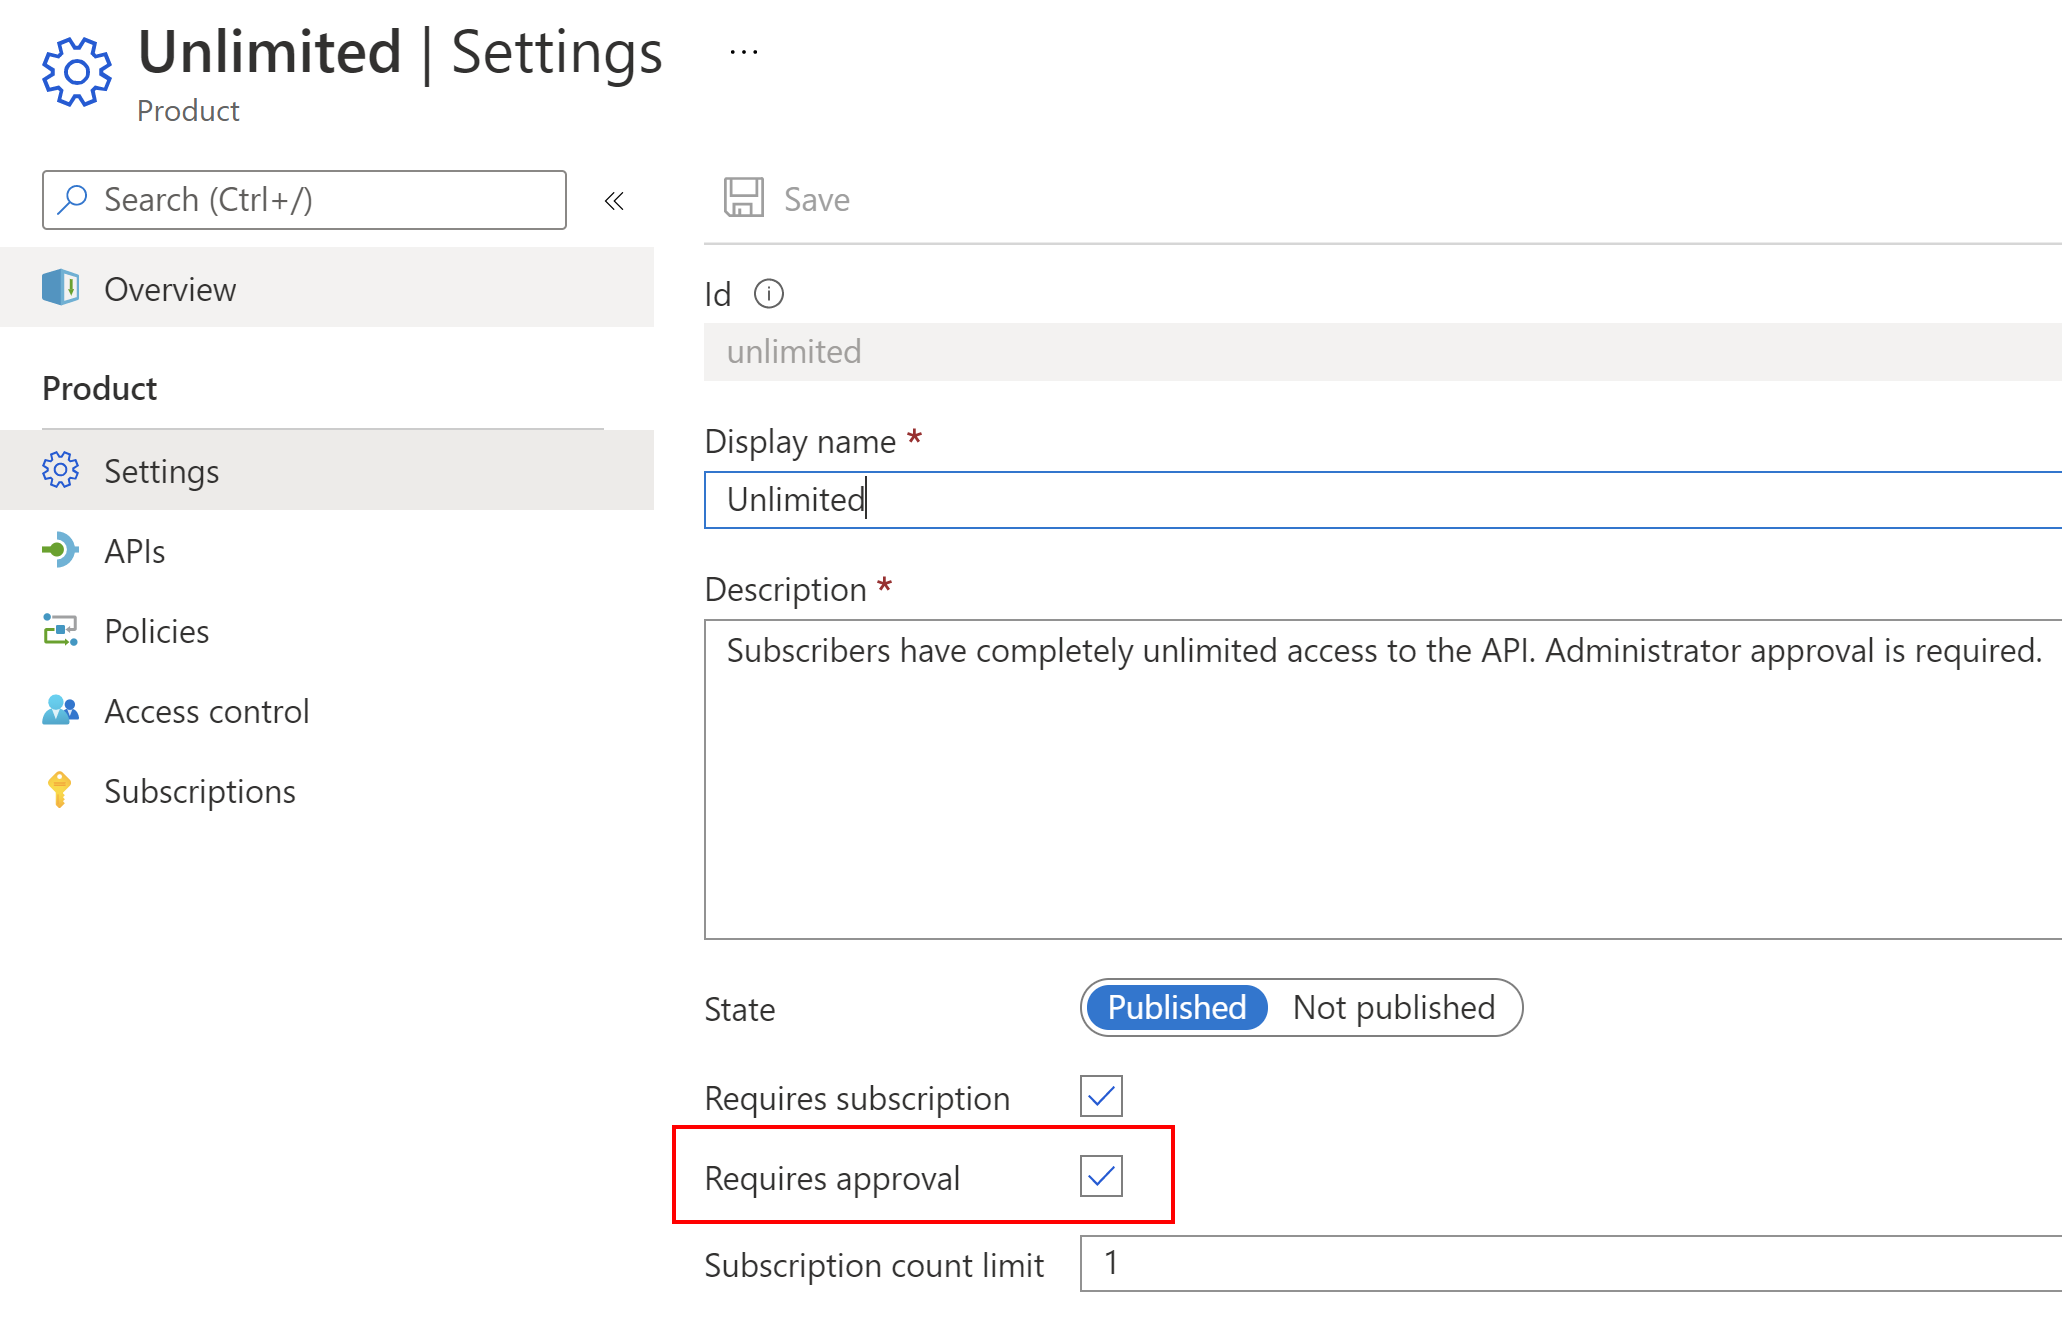 Unlimited | Settings ...
Product
Search (Ctrl+/) «
Overview
Product
Settings
APIs
Policies
Access control
Subscriptions
Save
Id
unlimited
Display name *
Unlimited
Description *
Subscribers have completely unlimited access to the API. Administrator approval is required.
State Published Not published
Requires subscription
Requires approval
Subscription count limit 1